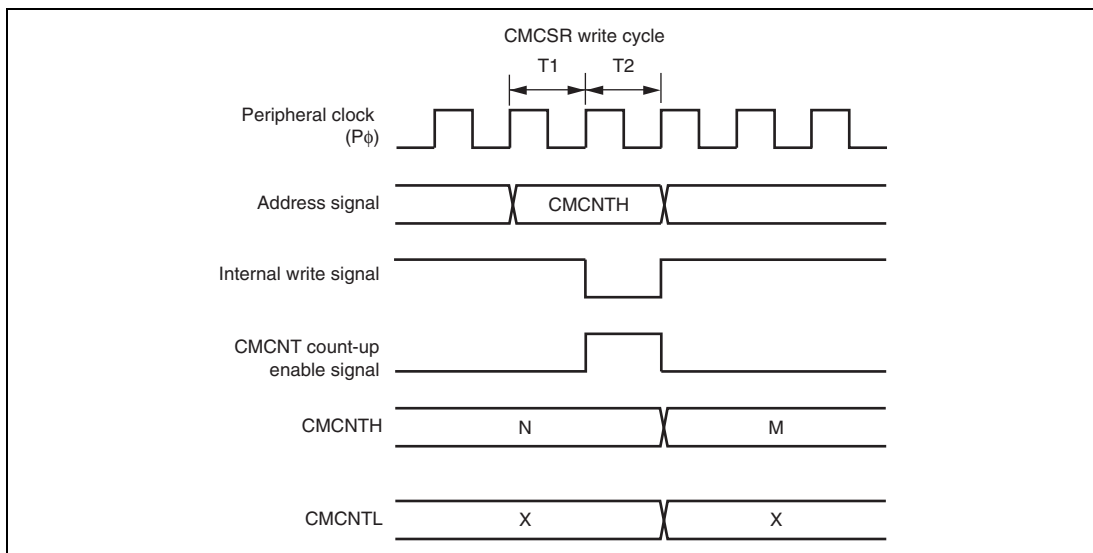 CMCSR write cycle
T1 T2
Peripheral clock
(Pϕ)
Address signal CMCNTH
Internal write signal
CMCNT count-up
enable signal
CMCNTH N M
CMCNTL X X